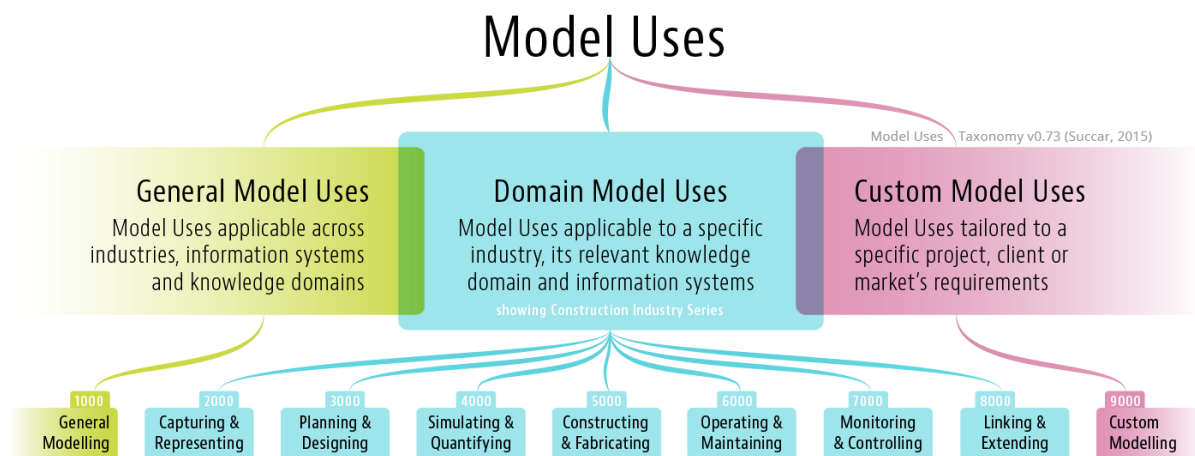 Model Uses
Model Uses Taxonomy v0.73 (Succar, 2015)
General Model Uses
Model Uses applicable across
industries, information systems
and knowledge domains
Domain Model Uses
Model Uses applicable to a specific
industry, its relevant knowledge
domain and information systems
showing Construction Industry Series
Custom Model Uses
Model Uses tailored to a
specific project, client or
market's requirements
1000
General
Modelling
2000
Capturing &
Representing
3000
Planning &
Designing
4000
Simulating &
Quantifying
5000
Constructing
& Fabricating
6000
Operating &
Maintaining
7000
Monitoring
& Controlling
8000
Linking &
Extending
9000
Custom
Modelling